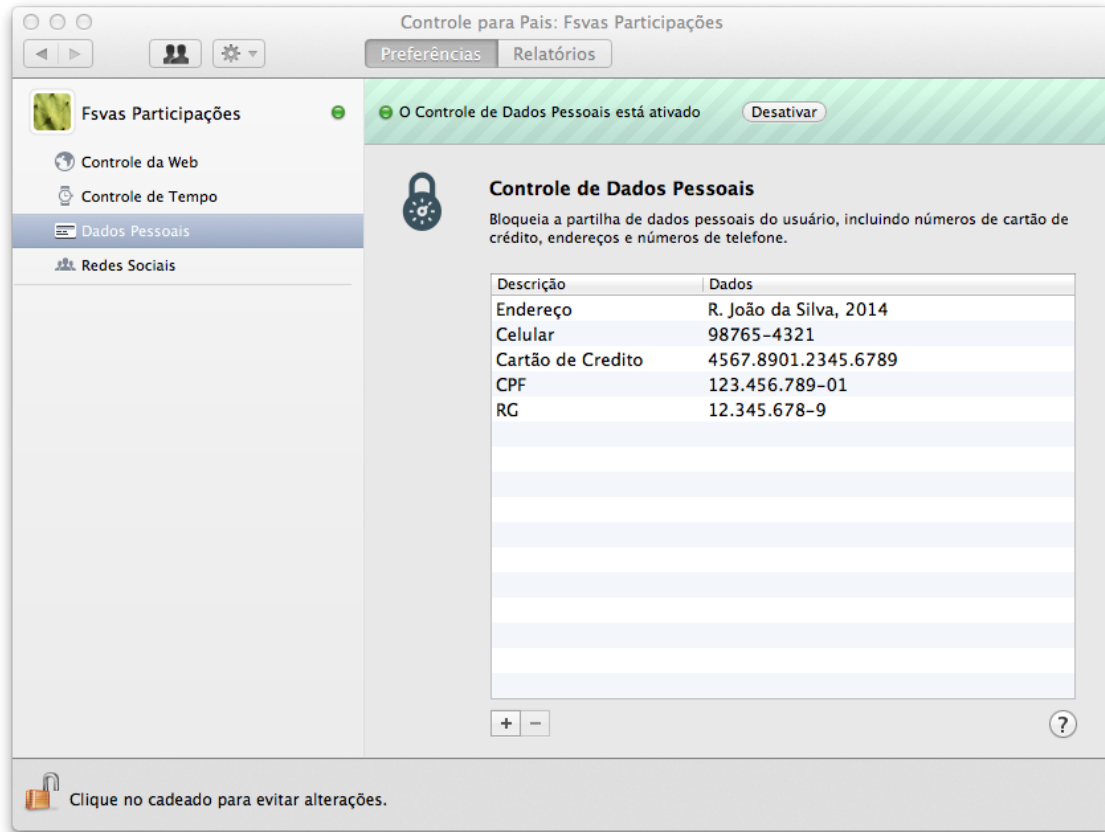 Controle para Pais: Fsvas Participações
Preferências Relatórios
Fsvas Participações
Controle da Web
Controle de Tempo
Dados Pessoais
Redes Sociais
O Controle de Dados Pessoais está ativado Desativar
Controle de Dados Pessoais
Bloqueia a partilha de dados pessoais do usuário, incluindo números de cartão de
crédito, endereços e números de telefone.
Descrição Dados
Endereço R. João da Silva, 2014
Celular 98765-4321
Cartão de Credito 4567.8901.2345.6789
CPF 123.456.789-01
RG 12.345.678-9
+ - ?
Clique no cadeado para evitar alterações.